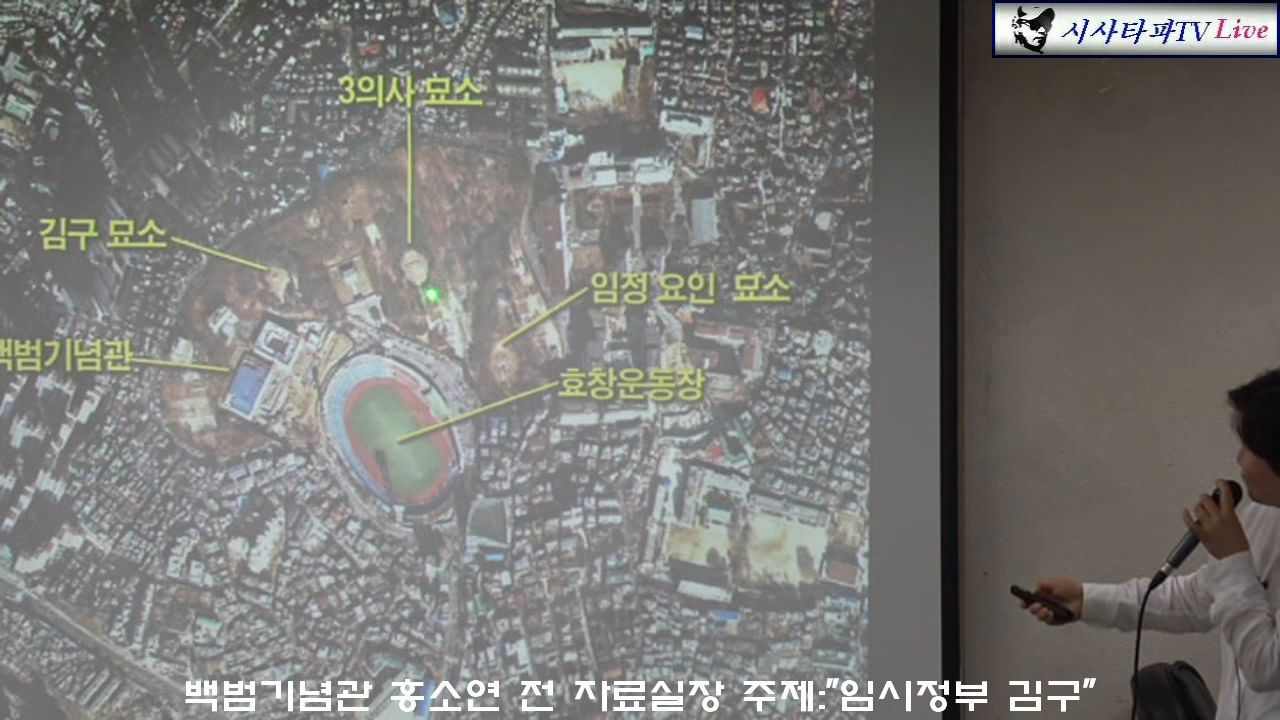 시사타파TV Live
3의사 묘소
김구 묘소
임정 요인 묘소
백범기념관
효창운동장
백범기념관 홍소연 전 자료실장 주제:"임시정부 김구"